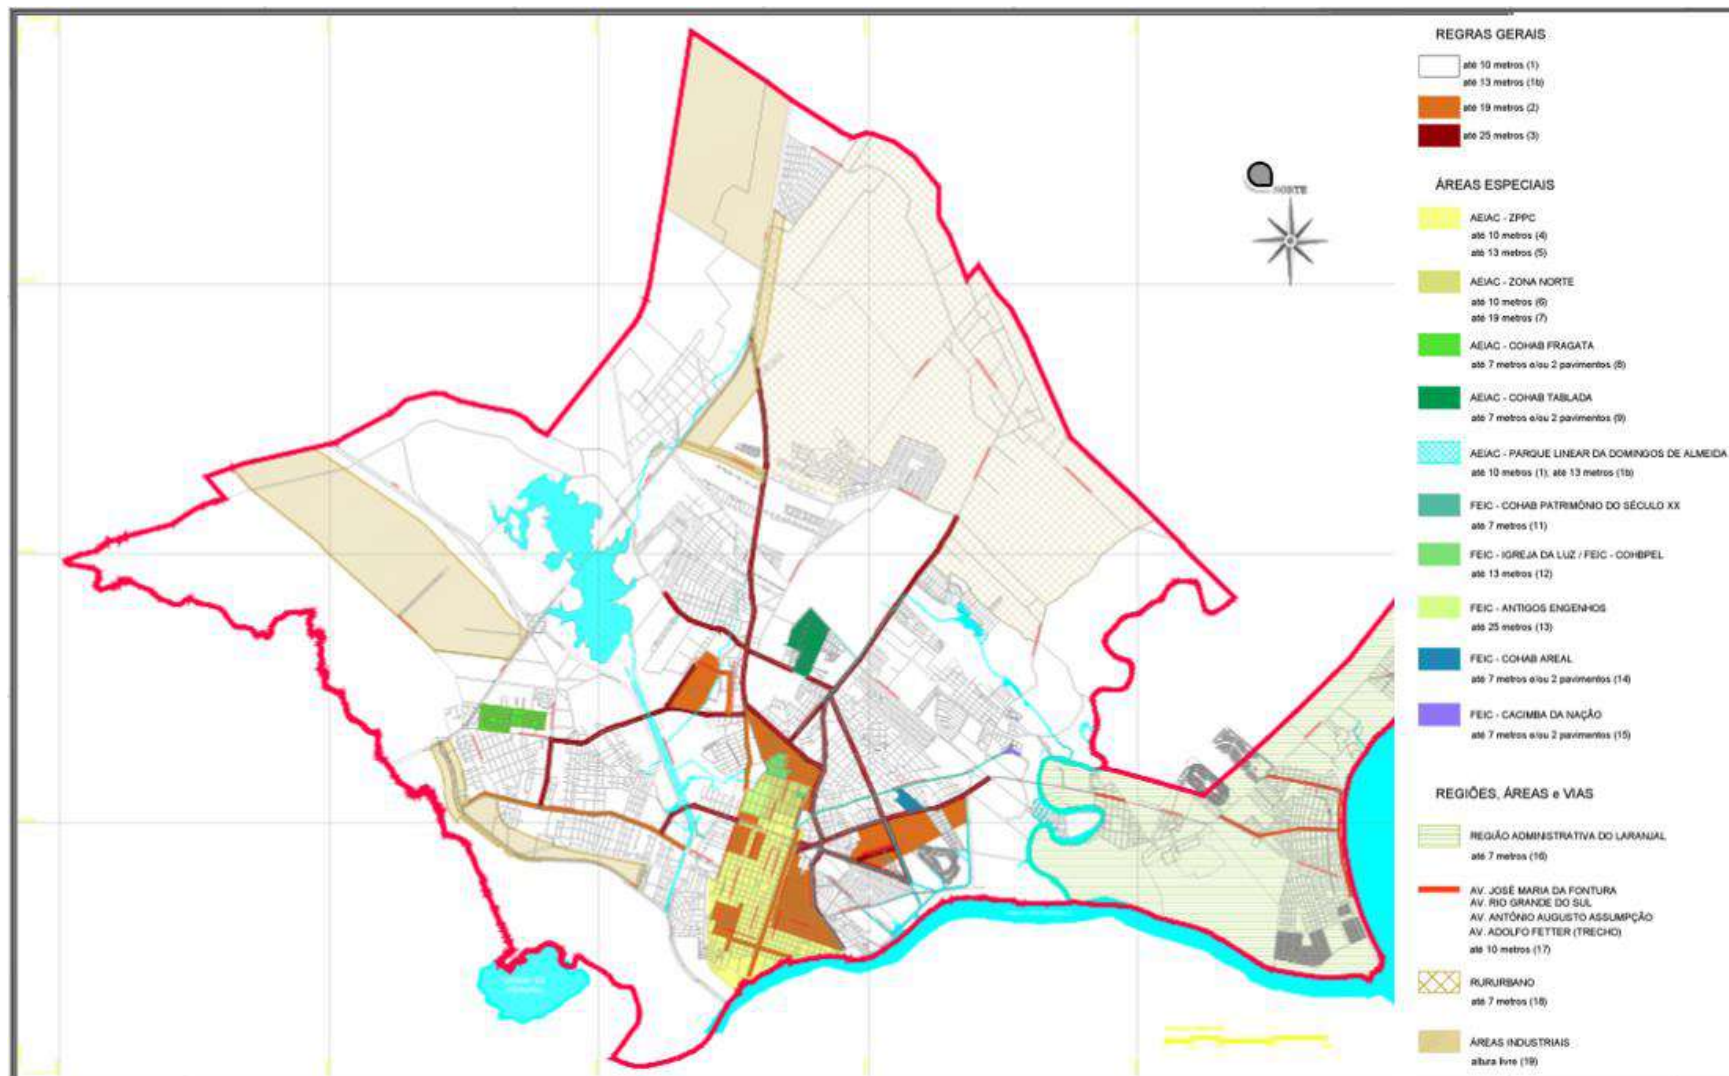 REGRAS GERAIS
até 10 metros (1)
até 13 metros (1b)
até 19 metros (2)
até 25 metros (3)
NORTE
ÁREAS ESPECIAIS
AEIAC - ZPPC
até 10 metros (4)
até 13 metros (5)
AEIAC - ZONA NORTE
até 10 metros (6)
até 19 metros (7)
AEIAC - COHAB FRAGATA
até 7 metros e/ou 2 pavimentos (8)
AEIAC - COHAB TABLADA
até 7 metros e/ou 2 pavimentos (9)
AEIAC - PARQUE LINEAR DA DOMINGOS DE ALMEIDA
até 10 metros (1); até 13 metros (1b)
FEIC - COHAB PATRIMÔNIO DO SÉCULO XX
até 7 metros (11)
FEIC - IGREJA DA LUZ / FEIC - COHBPEL
até 13 metros (12)
FEIC - ANTIGOS ENGENHOS
até 25 metros (13)
FEIC - COHAB AREAL
até 7 metros e/ou 2 pavimentos (14)
FEIC - CACIMBA DA NAÇÃO
até 7 metros e/ou 2 pavimentos (15)
REGIÕES, ÁREAS e VIAS
REGIÃO ADMINISTRATIVA DO LARANJAL
até 7 metros (16)
AV. JOSÉ MARIA DA FONTURA
AV. RIO GRANDE DO SUL
AV. ANTÔNIO AUGUSTO ASSUMPÇÃO
AV. ADOLFO FETTER (TRECHO)
até 10 metros (17)
RURURBANO
até 7 metros (18)
ÁREAS INDUSTRIAIS
altura livre (19)